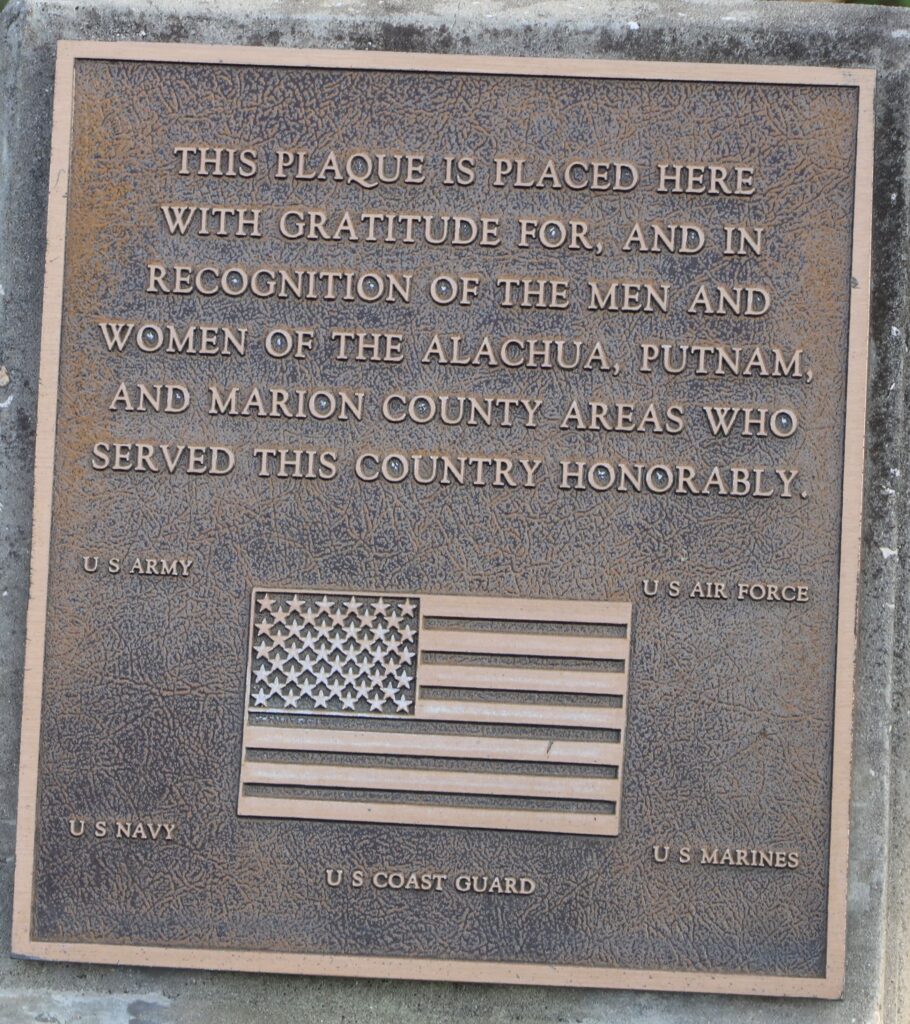 THIS PLAQUE IS PLACED HERE
WITH GRATITUDE FOR, AND IN
RECOGNITION OF THE MEN AND
WOMEN OF THE ALACHUA, PUTNAM,
AND MARION COUNTY AREAS WHO
SERVED THIS COUNTRY HONORABLY.
U S ARMY
U S AIR FORCE
U S NAVY
U S MARINES
U S COAST GUARD